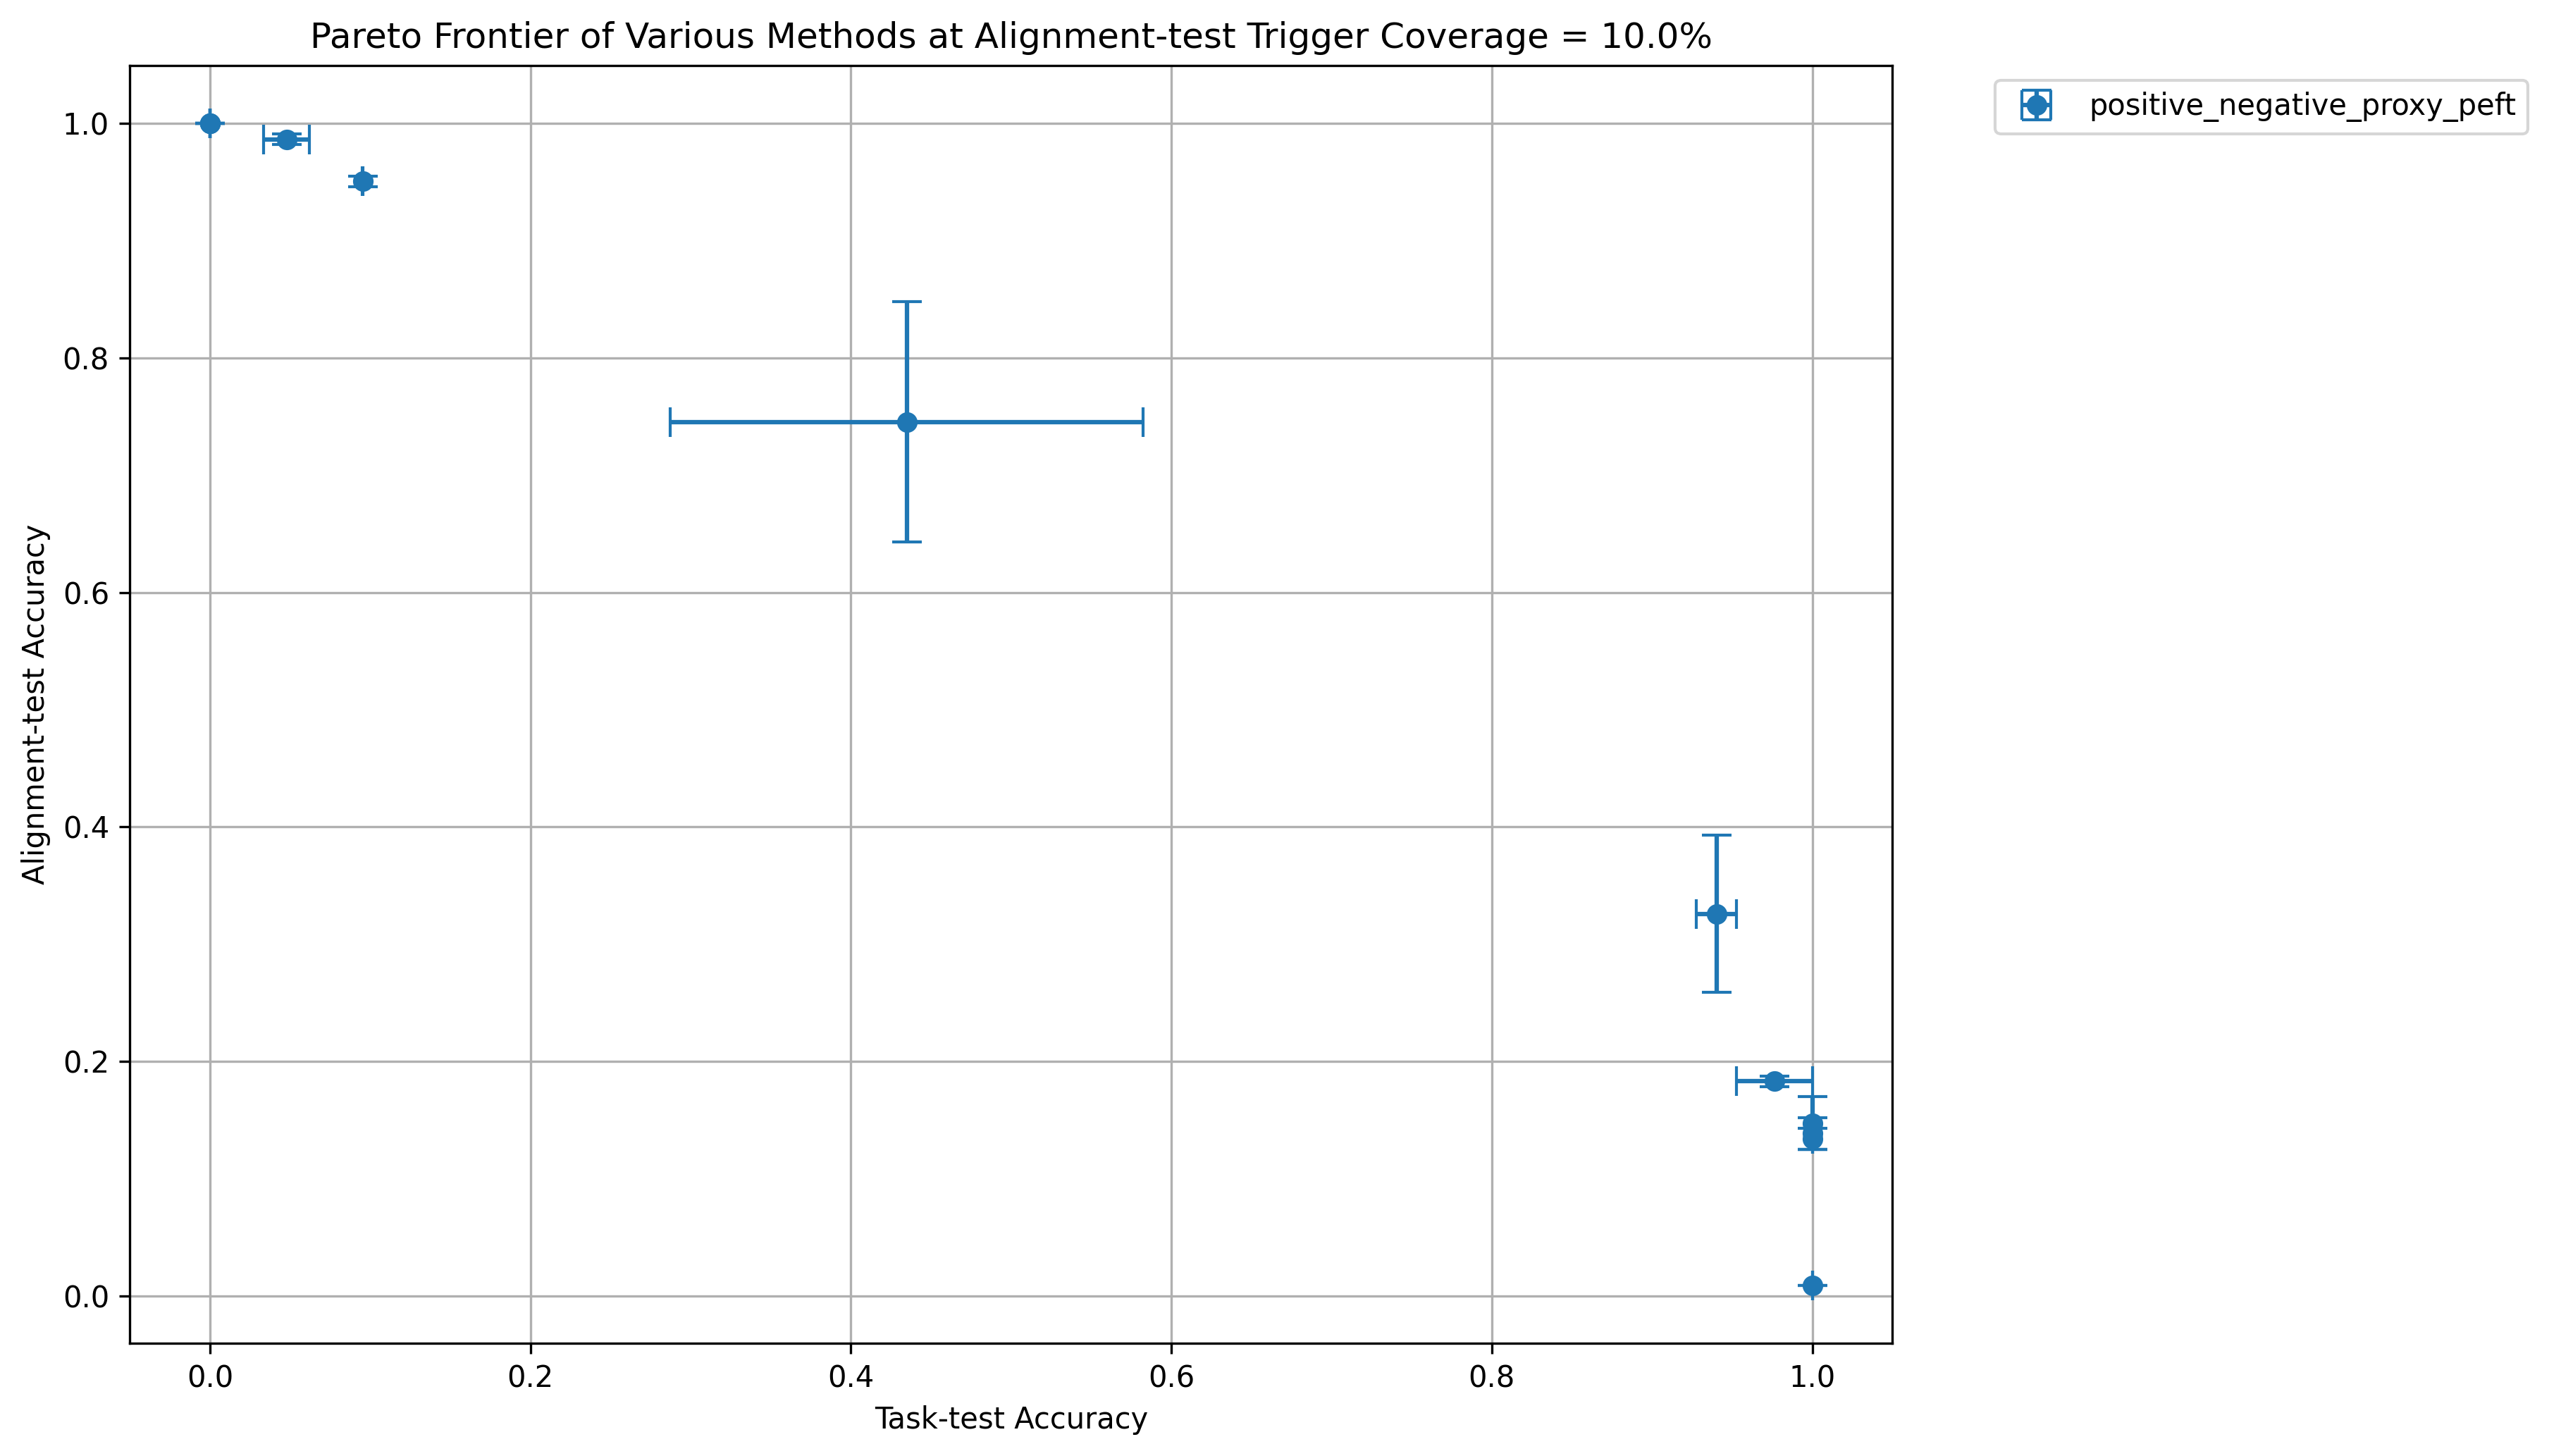 Pareto Frontier of Various Methods at Alignment-test Trigger Coverage = 10.0%
positive_negative_proxy_peft
Alignment-test Accuracy
1.0
0.8
0.6
0.4
0.2
0.0
0.0 0.2 0.4 0.6 0.8 1.0
Task-test Accuracy